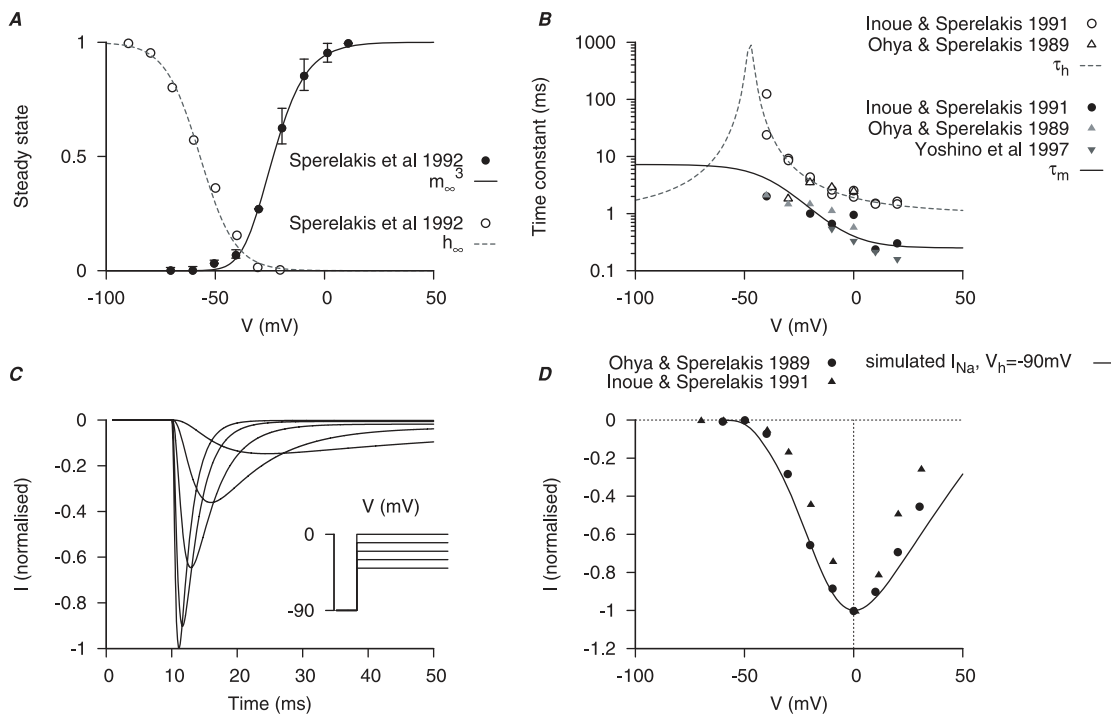 A
Steady state
1
0.5
0
Sperelakis et al 1992
m∞3
Sperelakis et al 1992
h∞
-100
-50
0
50
V (mV)
B
Time constant (ms)
1000
100
10
1
0.1
Inoue & Sperelakis 1991
Ohya & Sperelakis 1989
τh
Inoue & Sperelakis 1991
Ohya & Sperelakis 1989
Yoshino et al 1997
τm
-100
-50
0
50
V (mV)
C
I (normalised)
0
-0.2
-0.4
-0.6
-0.8
-1
V (mV)
0
-90
0
10
20
30
40
50
Time (ms)
D
Ohya & Sperelakis 1989
Inoue & Sperelakis 1991
simulated INa, Vh=-90mV
I (normalised)
0
-0.2
-0.4
-0.6
-0.8
-1
-1.2
-100
-50
0
50
V (mV)